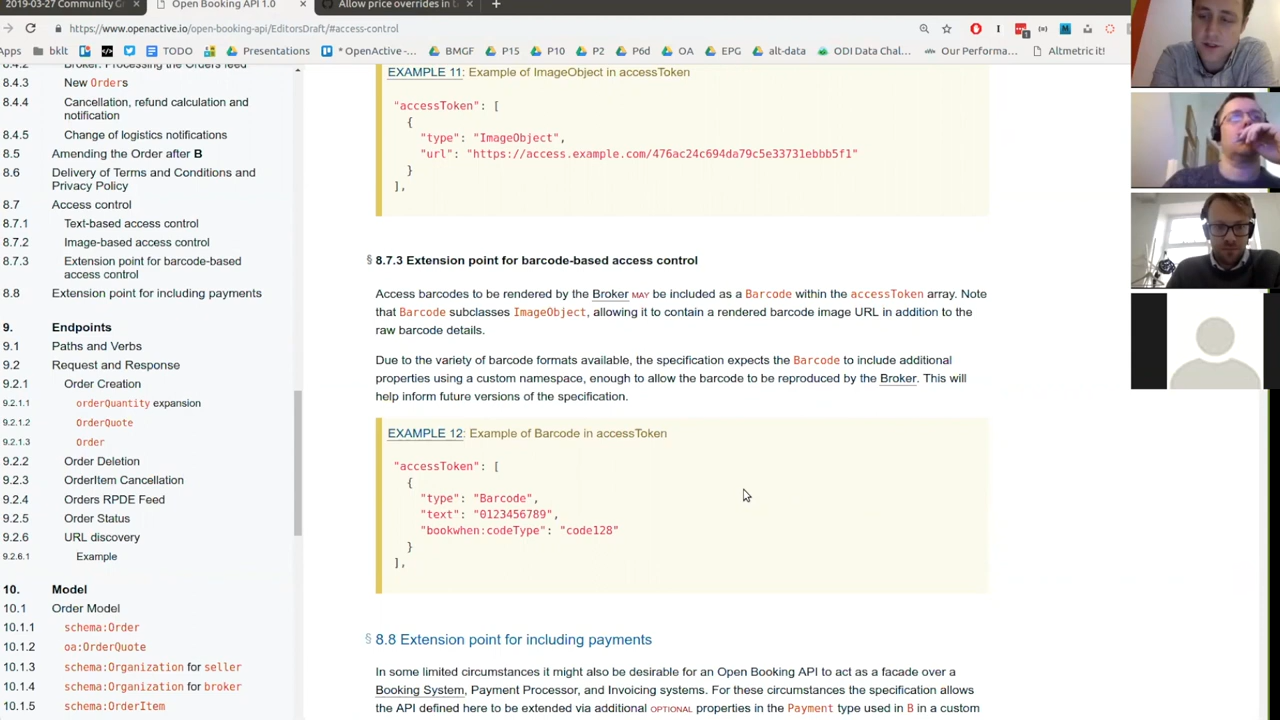 2019-03-27 Community G
Open Booking API 1.0
Allow price overrides in t
https://www.openactive.io/open-booking-api/EditorsDraft/#access-control
Apps
bklt
TODO
Presentations
* OpenActive -
BMGF
P15
P10
P2
P6d
OA
EPG
alt-data
ODI Data Chal...
Our Performa...
Altmetric it!
8.4.2 Broker: Processing the Orders feed
8.4.3 New Orders
8.4.4 Cancellation, refund calculation and
notification
8.4.5 Change of logistics notifications
8.5 Amending the Order after B
8.6 Delivery of Terms and Conditions and
Privacy Policy
8.7 Access control
8.7.1 Text-based access control
8.7.2 Image-based access control
8.7.3 Extension point for barcode-based
access control
8.8 Extension point for including payments
9. Endpoints
9.1 Paths and Verbs
9.2 Request and Response
9.2.1 Order Creation
9.2.1.1 orderQuantity expansion
9.2.1.2 OrderQuote
9.2.1.3 Order
9.2.2 Order Deletion
9.2.3 OrderItem Cancellation
9.2.4 Orders RPDE Feed
9.2.5 Order Status
9.2.6 URL discovery
9.2.6.1 Example
10. Model
10.1 Order Model
10.1.1 schema:Order
10.1.2 oa:OrderQuote
10.1.3 schema:Organization for seller
10.1.4 schema:Organization for broker
10.1.5 schema:OrderItem
EXAMPLE 11: Example of ImageObject in accessToken
"accessToken": [
{
"type": "ImageObject",
"url": "https://access.example.com/476ac24c694da79c5e33731ebbb5f1"
}
],
§ 8.7.3 Extension point for barcode-based access control
Access barcodes to be rendered by the Broker MAY be included as a Barcode within the accessToken array. Note
that Barcode subclasses ImageObject, allowing it to contain a rendered barcode image URL in addition to the
raw barcode details.
Due to the variety of barcode formats available, the specification expects the Barcode to include additional
properties using a custom namespace, enough to allow the barcode to be reproduced by the Broker. This will
help inform future versions of the specification.
EXAMPLE 12: Example of Barcode in accessToken
"accessToken": [
{
"type": "Barcode",
"text": "0123456789",
"bookwhen:codeType": "code128"
}
],
§ 8.8 Extension point for including payments
In some limited circumstances it might also be desirable for an Open Booking API to act as a facade over a
Booking System, Payment Processor, and Invoicing systems. For these circumstances the specification allows
the API defined here to be extended via additional OPTIONAL properties in the Payment type used in B in a custom